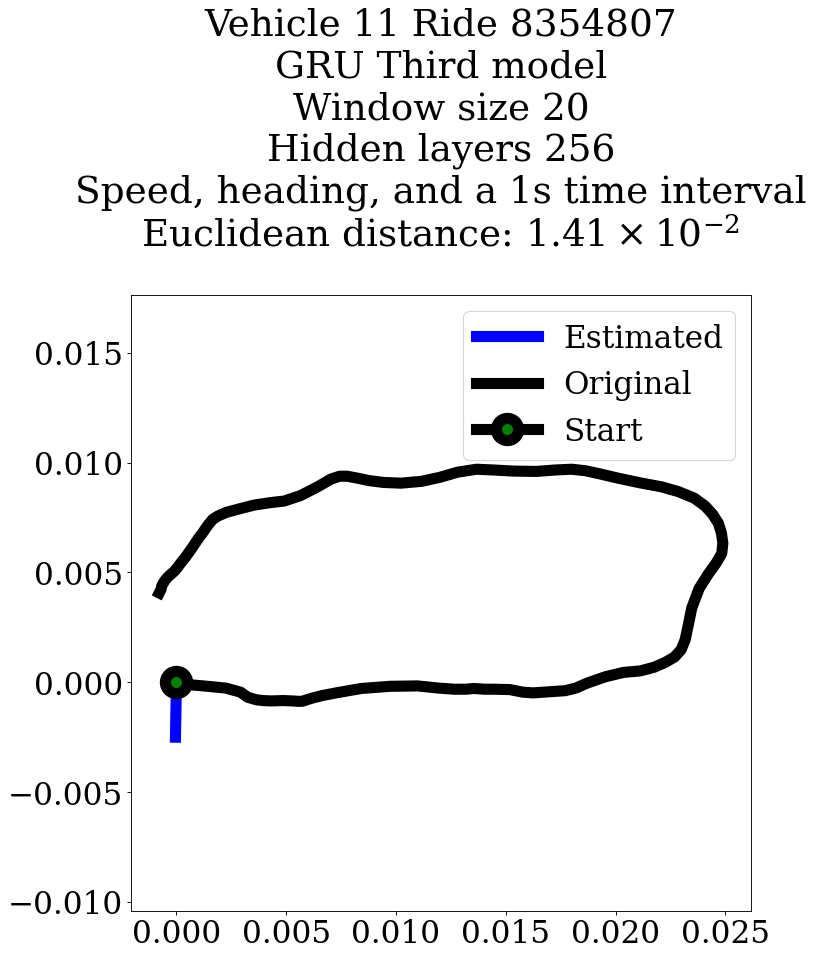 Vehicle 11 Ride 8354807
GRU Third model
Window size 20
Hidden layers 256
Speed, heading, and a 1s time interval
Euclidean distance: 1.41 × 10⁻²
Estimated
Original
Start
0.015
0.010
0.005
0.000
−0.005
−0.010
0.000 0.005 0.010 0.015 0.020 0.025